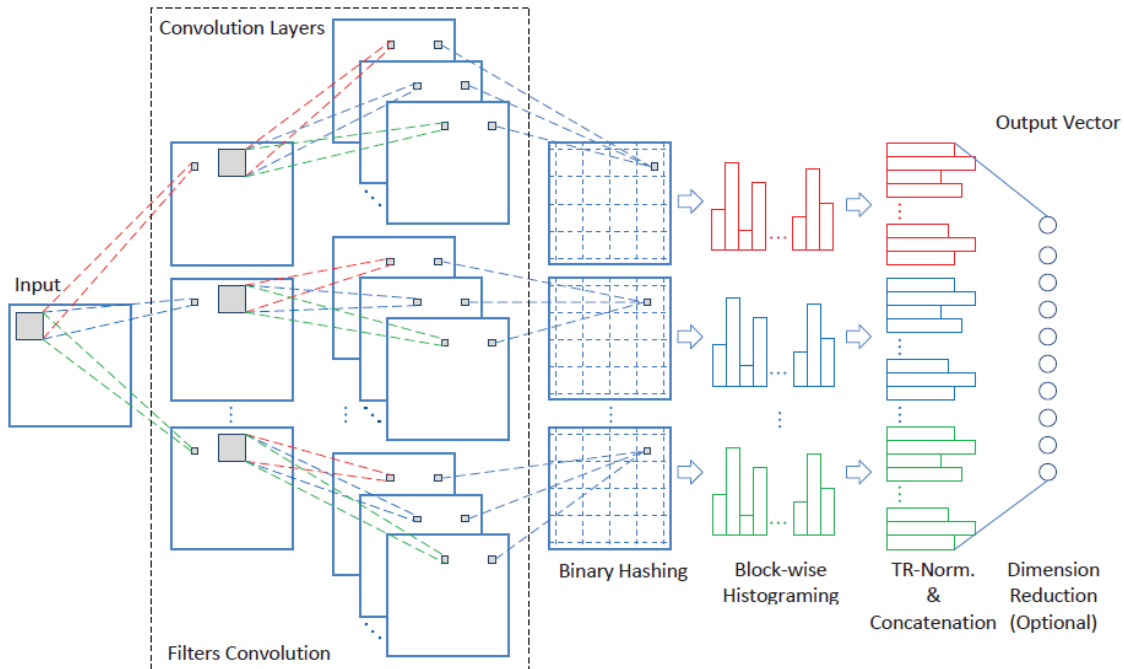 Convolution Layers
Output Vector
Input
Binary Hashing
Block-wise
Histograming
TR-Norm.
&
Concatenation
Dimension
Reduction
(Optional)
Filters Convolution